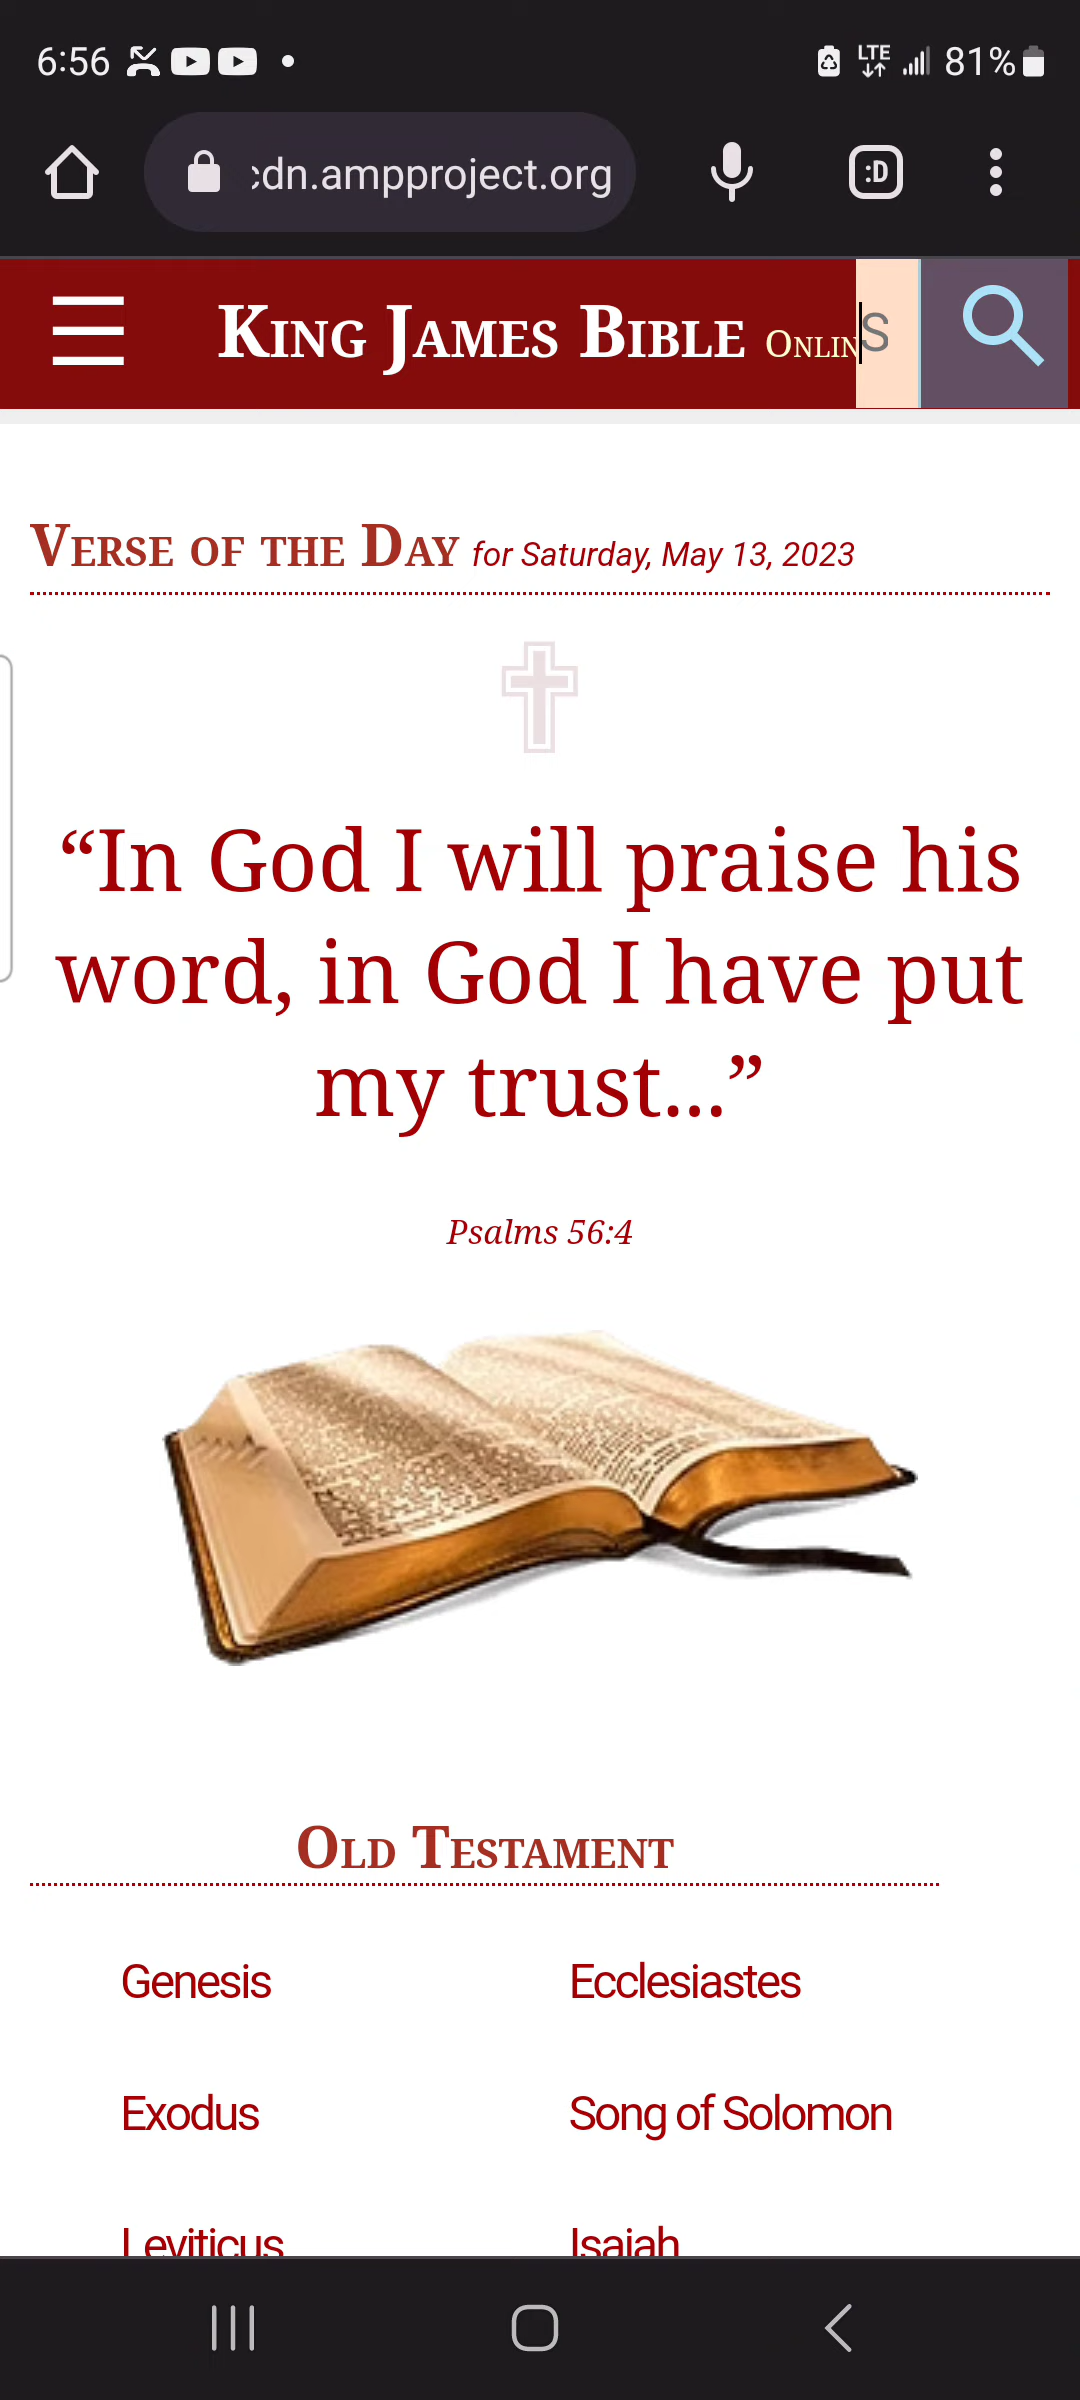 6:56
LTE 81%
cdn.ampproject.org
:D
King James Bible Onlin
S
Verse of the Day for Saturday, May 13, 2023
“In God I will praise his
word, in God I have put
my trust...”
Psalms 56:4
Old Testament
Genesis Ecclesiastes
Exodus Song of Solomon
Leviticus Isaiah